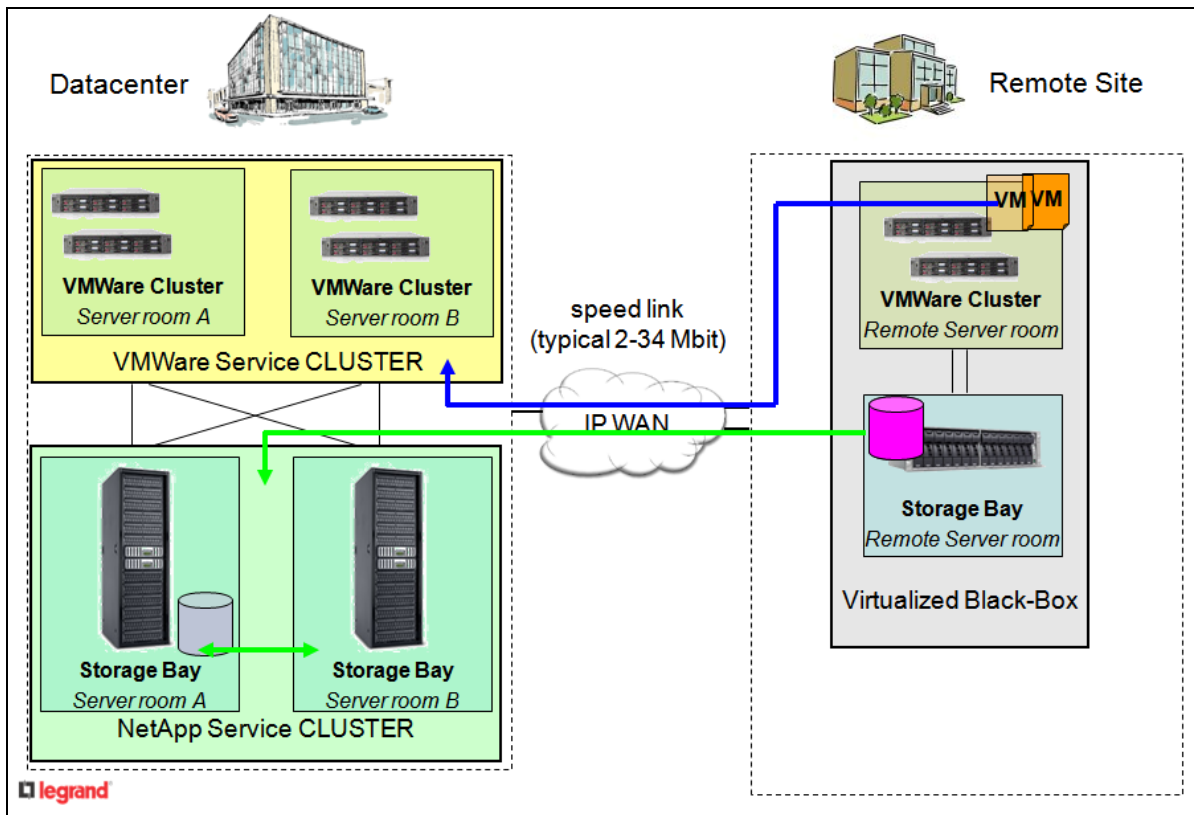 Datacenter
Remote Site
VMWare Cluster
Server room A
VMWare Cluster
Server room B
VMWare Service CLUSTER
speed link
(typical 2-34 Mbit)
IP WAN
VM
VM
VMWare Cluster
Remote Server room
Storage Bay
Remote Server room
Virtualized Black-Box
Storage Bay
Server room A
Storage Bay
Server room B
NetApp Service CLUSTER
legrand